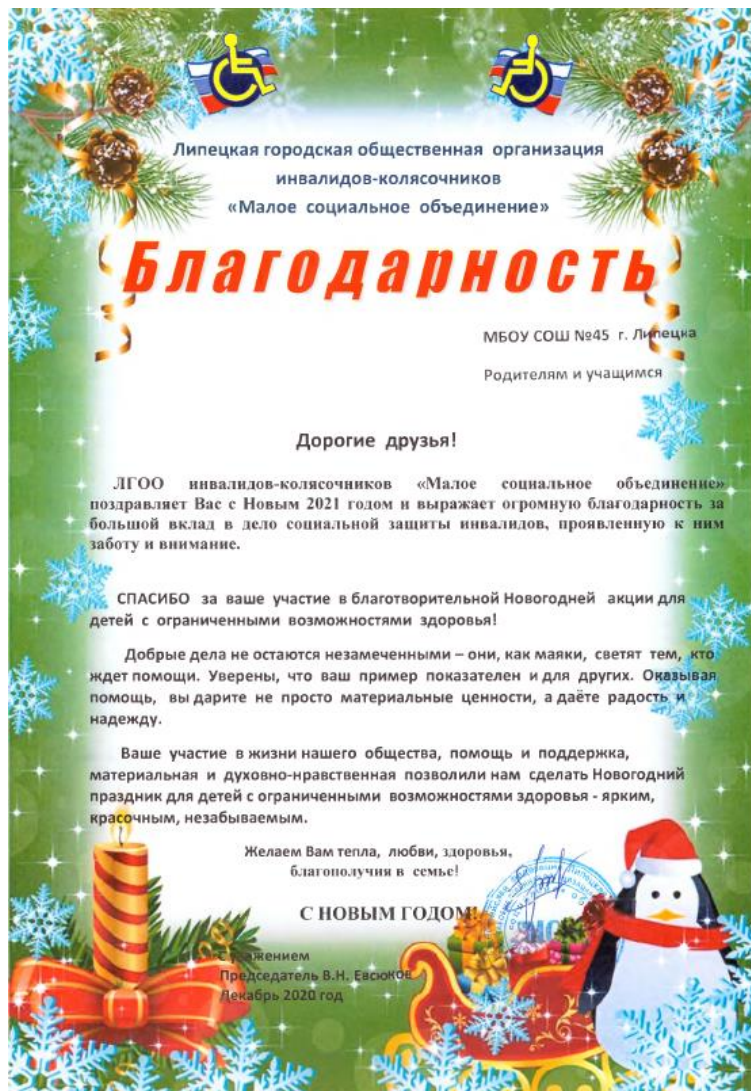 Липецкая городская общественная организация
инвалидов-колясочников
«Малое социальное объединение»
Благодарность
МБОУ СОШ №45 г. Липецка
Родителям и учащимся
Дорогие друзья!
ЛГОО инвалидов-колясочников «Малое социальное объединение»
поздравляет Вас с Новым 2021 годом и выражает огромную благодарность за
большой вклад в дело социальной защиты инвалидов, проявленную к ним
заботу и внимание.
СПАСИБО за ваше участие в благотворительной Новогодней акции для
детей с ограниченными возможностями здоровья!
Добрые дела не остаются незамеченными – они, как маяки, светят тем, кто
ждет помощи. Уверены, что ваш пример показателен и для других. Оказывая
помощь, вы дарите не просто материальные ценности, а даёте радость и
надежду.
Ваше участие в жизни нашего общества, помощь и поддержка,
материальная и духовно-нравственная позволили нам сделать Новогодний
праздник для детей с ограниченными возможностями здоровья - ярким,
красочным, незабываемым.
Желаем Вам тепла, любви, здоровья,
благополучия в семье!
С НОВЫМ ГОДОМ!
С уважением
Председатель В.Н. Евсюков
Декабрь 2020 год